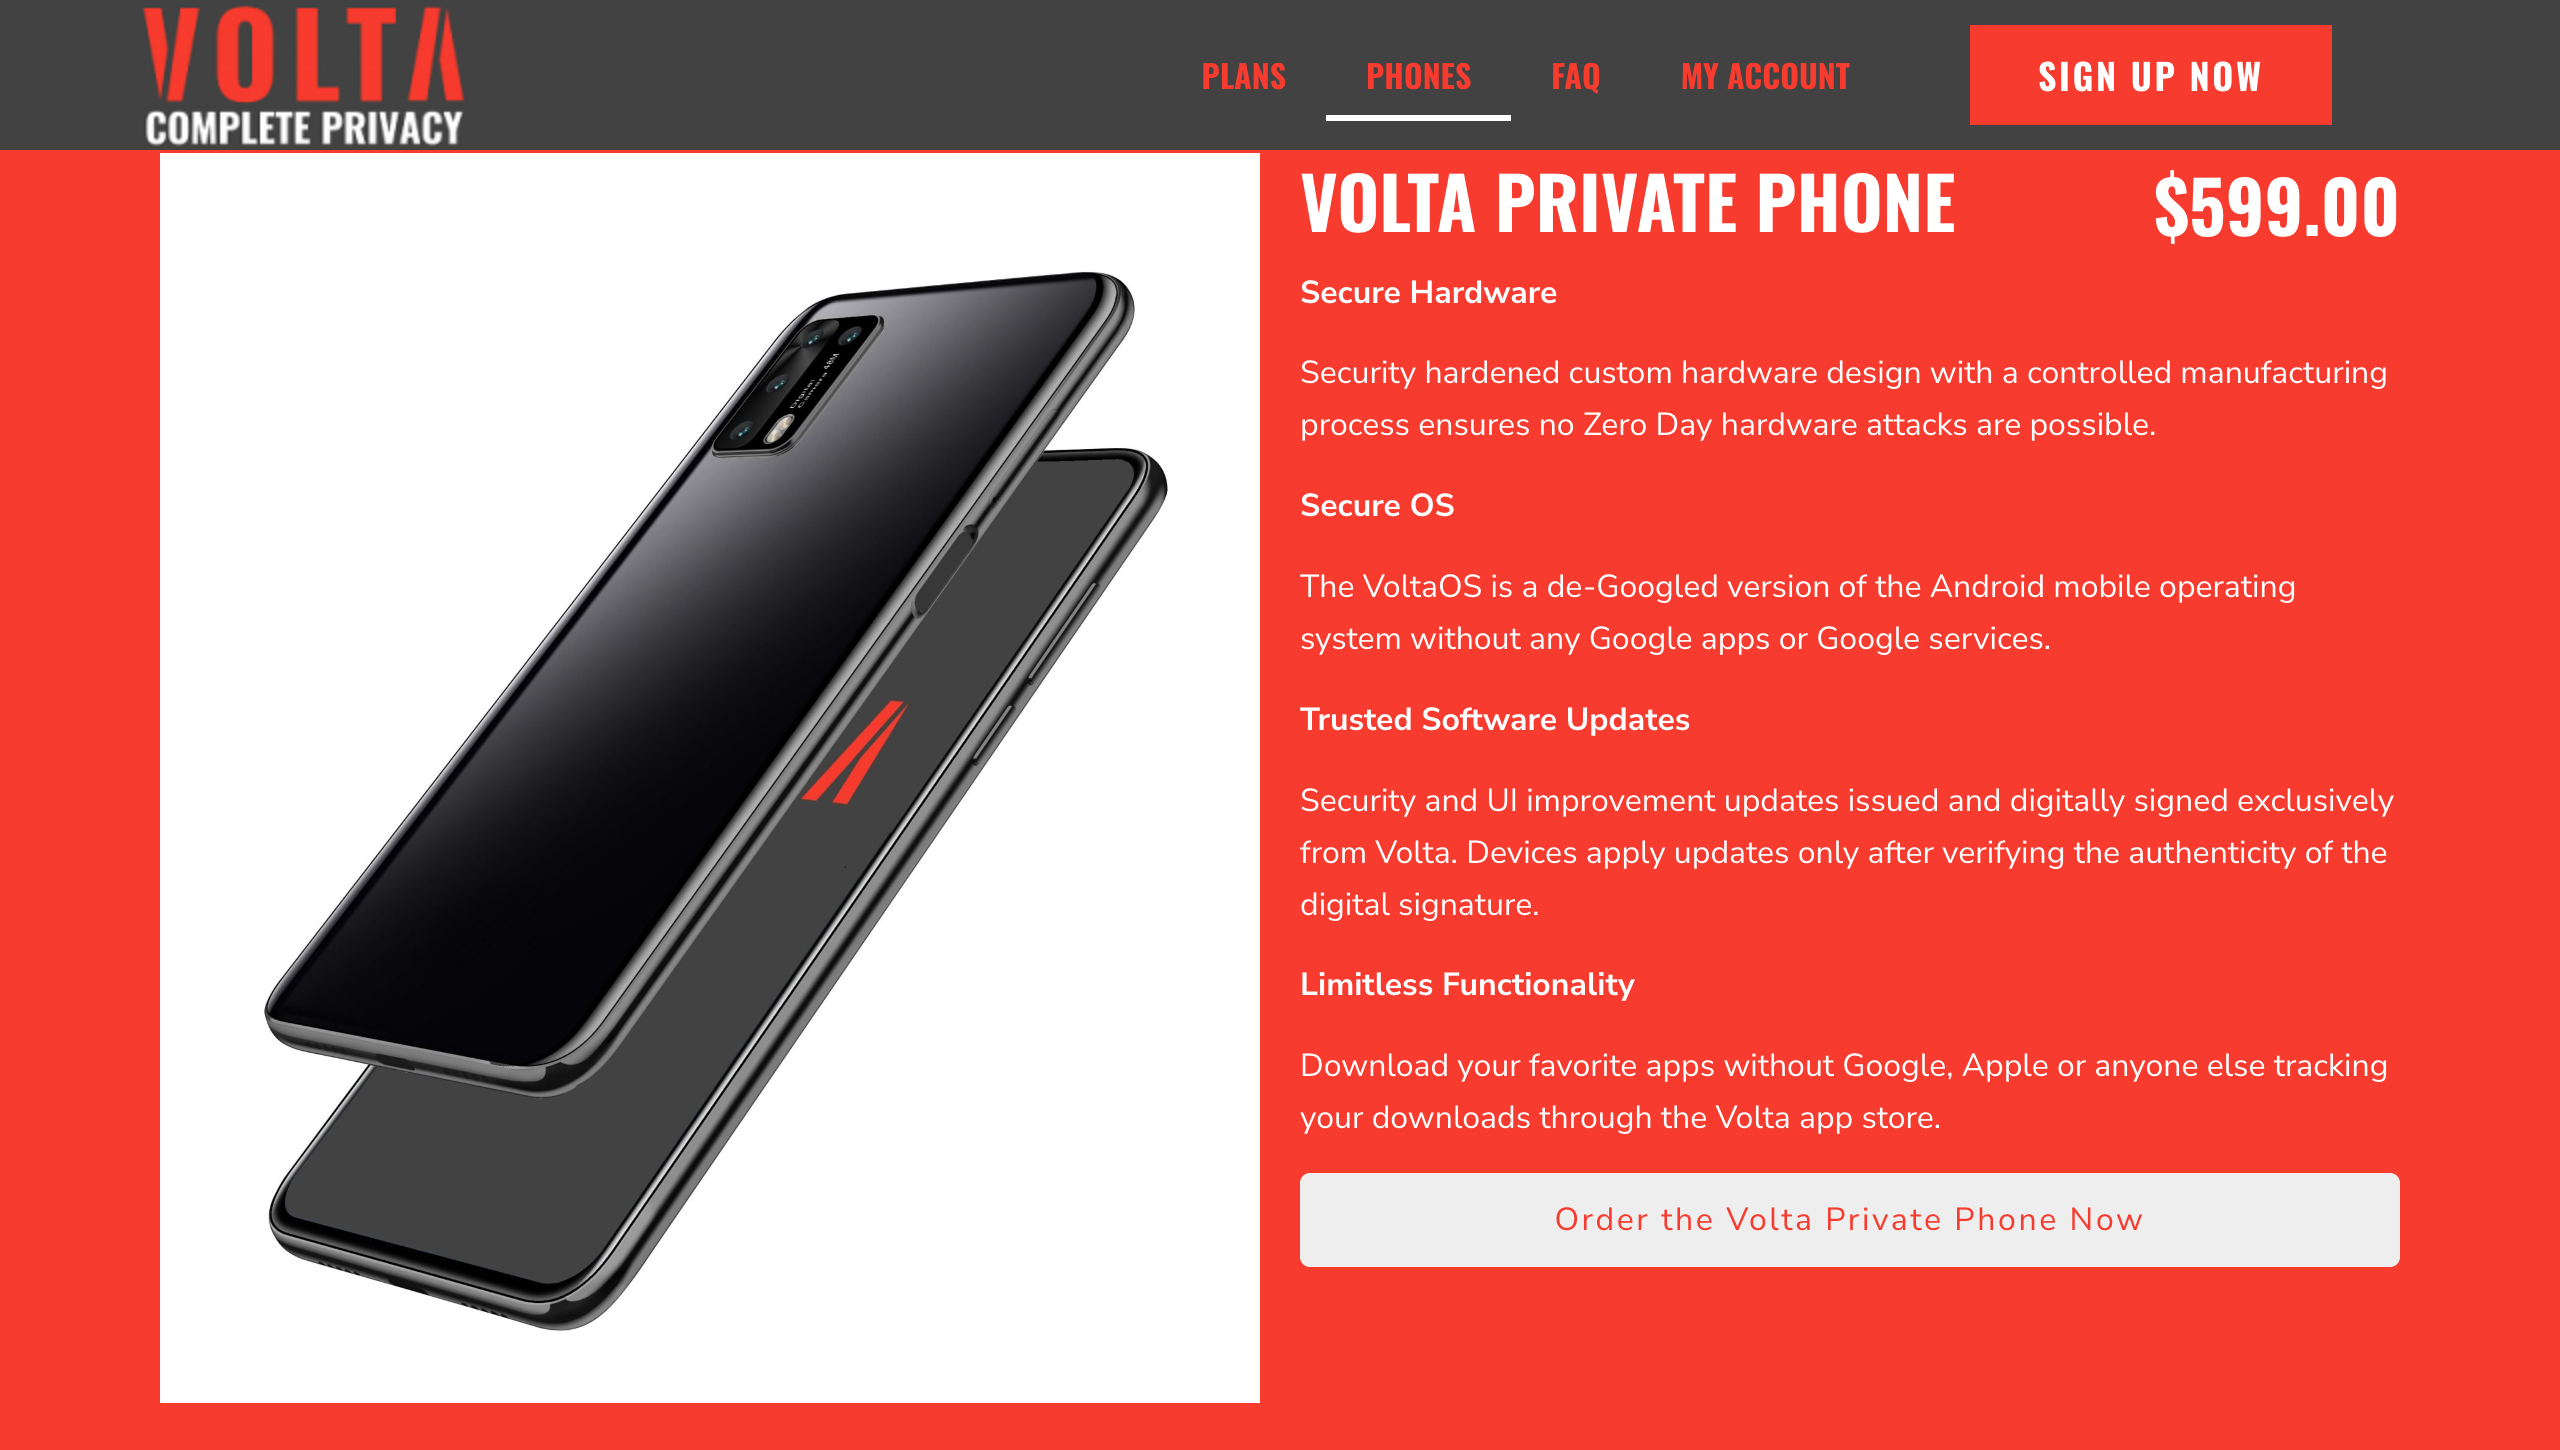 VOLTA
COMPLETE PRIVACY
PLANS
PHONES
FAQ
MY ACCOUNT
SIGN UP NOW
Digital
Camera 48M
VOLTA PRIVATE PHONE
$599.00
Secure Hardware
Security hardened custom hardware design with a controlled manufacturing
process ensures no Zero Day hardware attacks are possible.
Secure OS
The VoltaOS is a de-Googled version of the Android mobile operating
system without any Google apps or Google services.
Trusted Software Updates
Security and UI improvement updates issued and digitally signed exclusively
from Volta. Devices apply updates only after verifying the authenticity of the
digital signature.
Limitless Functionality
Download your favorite apps without Google, Apple or anyone else tracking
your downloads through the Volta app store.
Order the Volta Private Phone Now